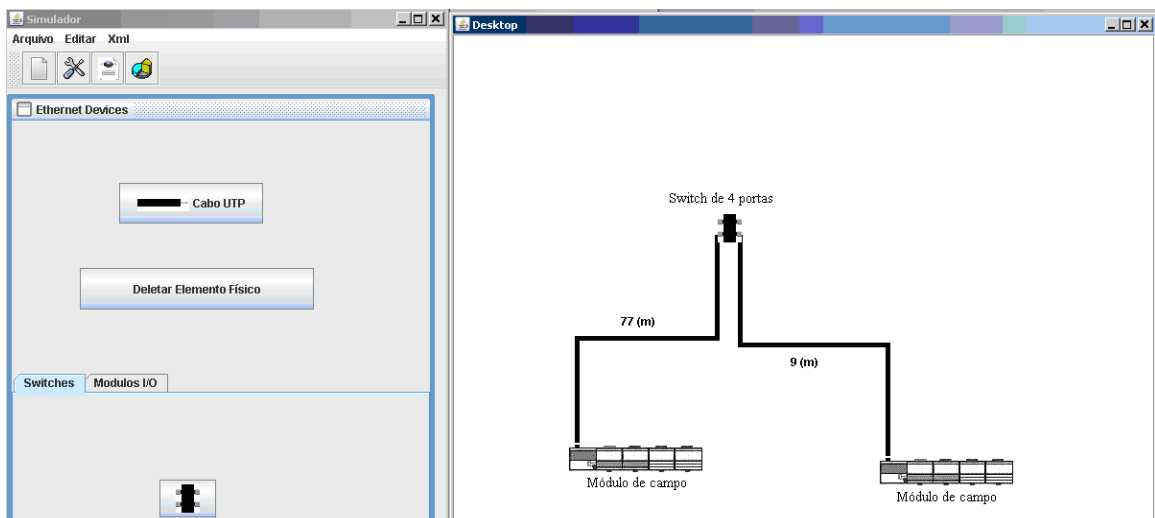 Simulador
Arquivo Editar Xml
Ethernet Devices
Cabo UTP
Deletar Elemento Físico
Switches Modulos I/O
Desktop
Switch de 4 portas
77 (m)
9 (m)
Módulo de campo
Módulo de campo